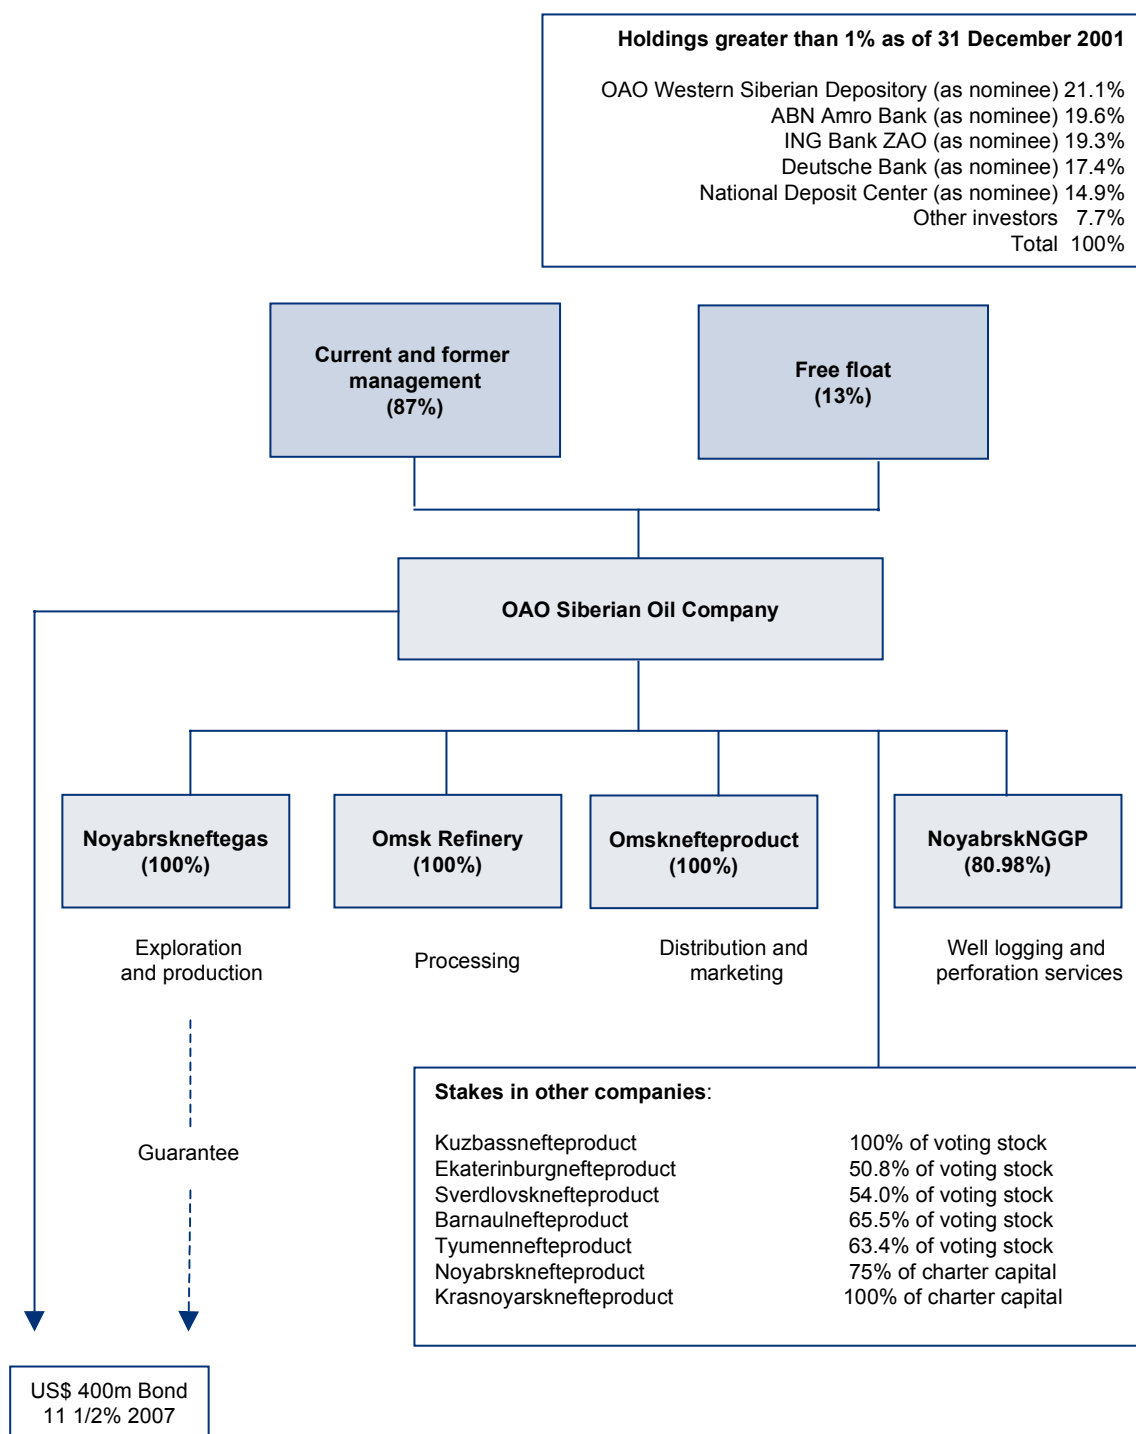 Holdings greater than 1% as of 31 December 2001
OAO Western Siberian Depository (as nominee) 21.1%
ABN Amro Bank (as nominee) 19.6%
ING Bank ZAO (as nominee) 19.3%
Deutsche Bank (as nominee) 17.4%
National Deposit Center (as nominee) 14.9%
Other investors 7.7%
Total 100%
Current and former
management
(87%)
Free float
(13%)
OAO Siberian Oil Company
Noyabrskneftegas
(100%)
Omsk Refinery
(100%)
Omsknefteproduct
(100%)
NoyabrskNGGP
(80.98%)
Exploration
and production
Processing
Distribution and
marketing
Well logging and
perforation services
Guarantee
Stakes in other companies:
Kuzbassnefteproduct 100% of voting stock
Ekaterinburgnefteproduct 50.8% of voting stock
Sverdlovsknefteproduct 54.0% of voting stock
Barnaulnefteproduct 65.5% of voting stock
Tyumennefteproduct 63.4% of voting stock
Noyabrsknefteproduct 75% of charter capital
Krasnoyarsknefteproduct 100% of charter capital
US$ 400m Bond
11 1/2% 2007